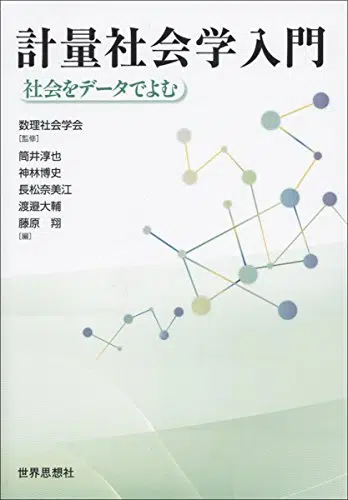 計量社会学入門
社会をデータでよむ
数理社会学会
[監修]
筒井淳也
神林博史
長松奈美江
渡邉大輔
藤原 翔
[編]
世界思想社